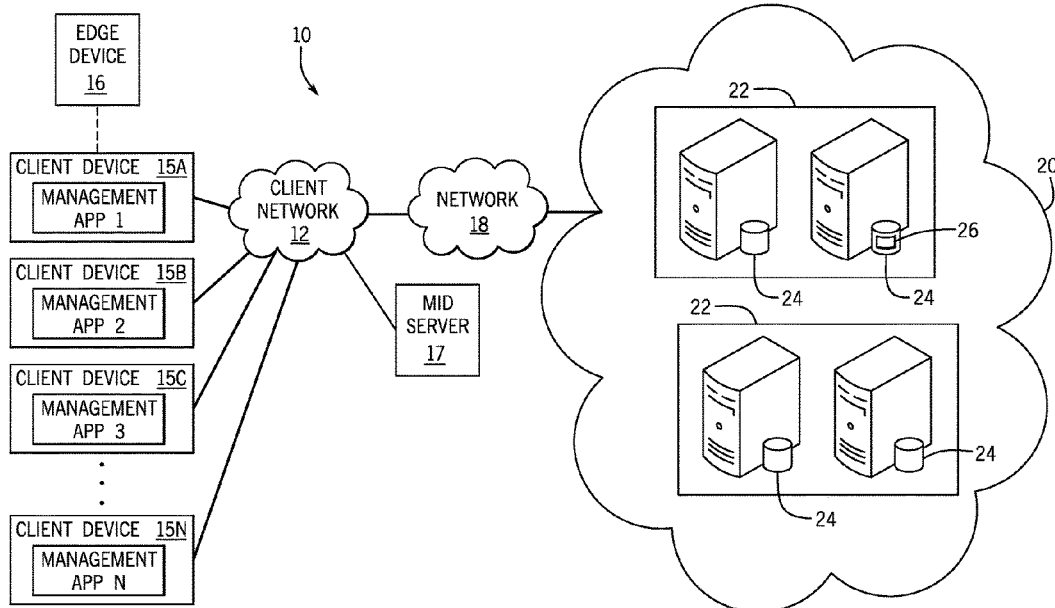 EDGE
DEVICE
16
10
CLIENT DEVICE 15A
MANAGEMENT
APP 1
CLIENT DEVICE 15B
MANAGEMENT
APP 2
CLIENT DEVICE 15C
MANAGEMENT
APP 3
CLIENT DEVICE 15N
MANAGEMENT
APP N
CLIENT
NETWORK
12
NETWORK
18
MID
SERVER
17
20
22
26
24
24
22
24
24